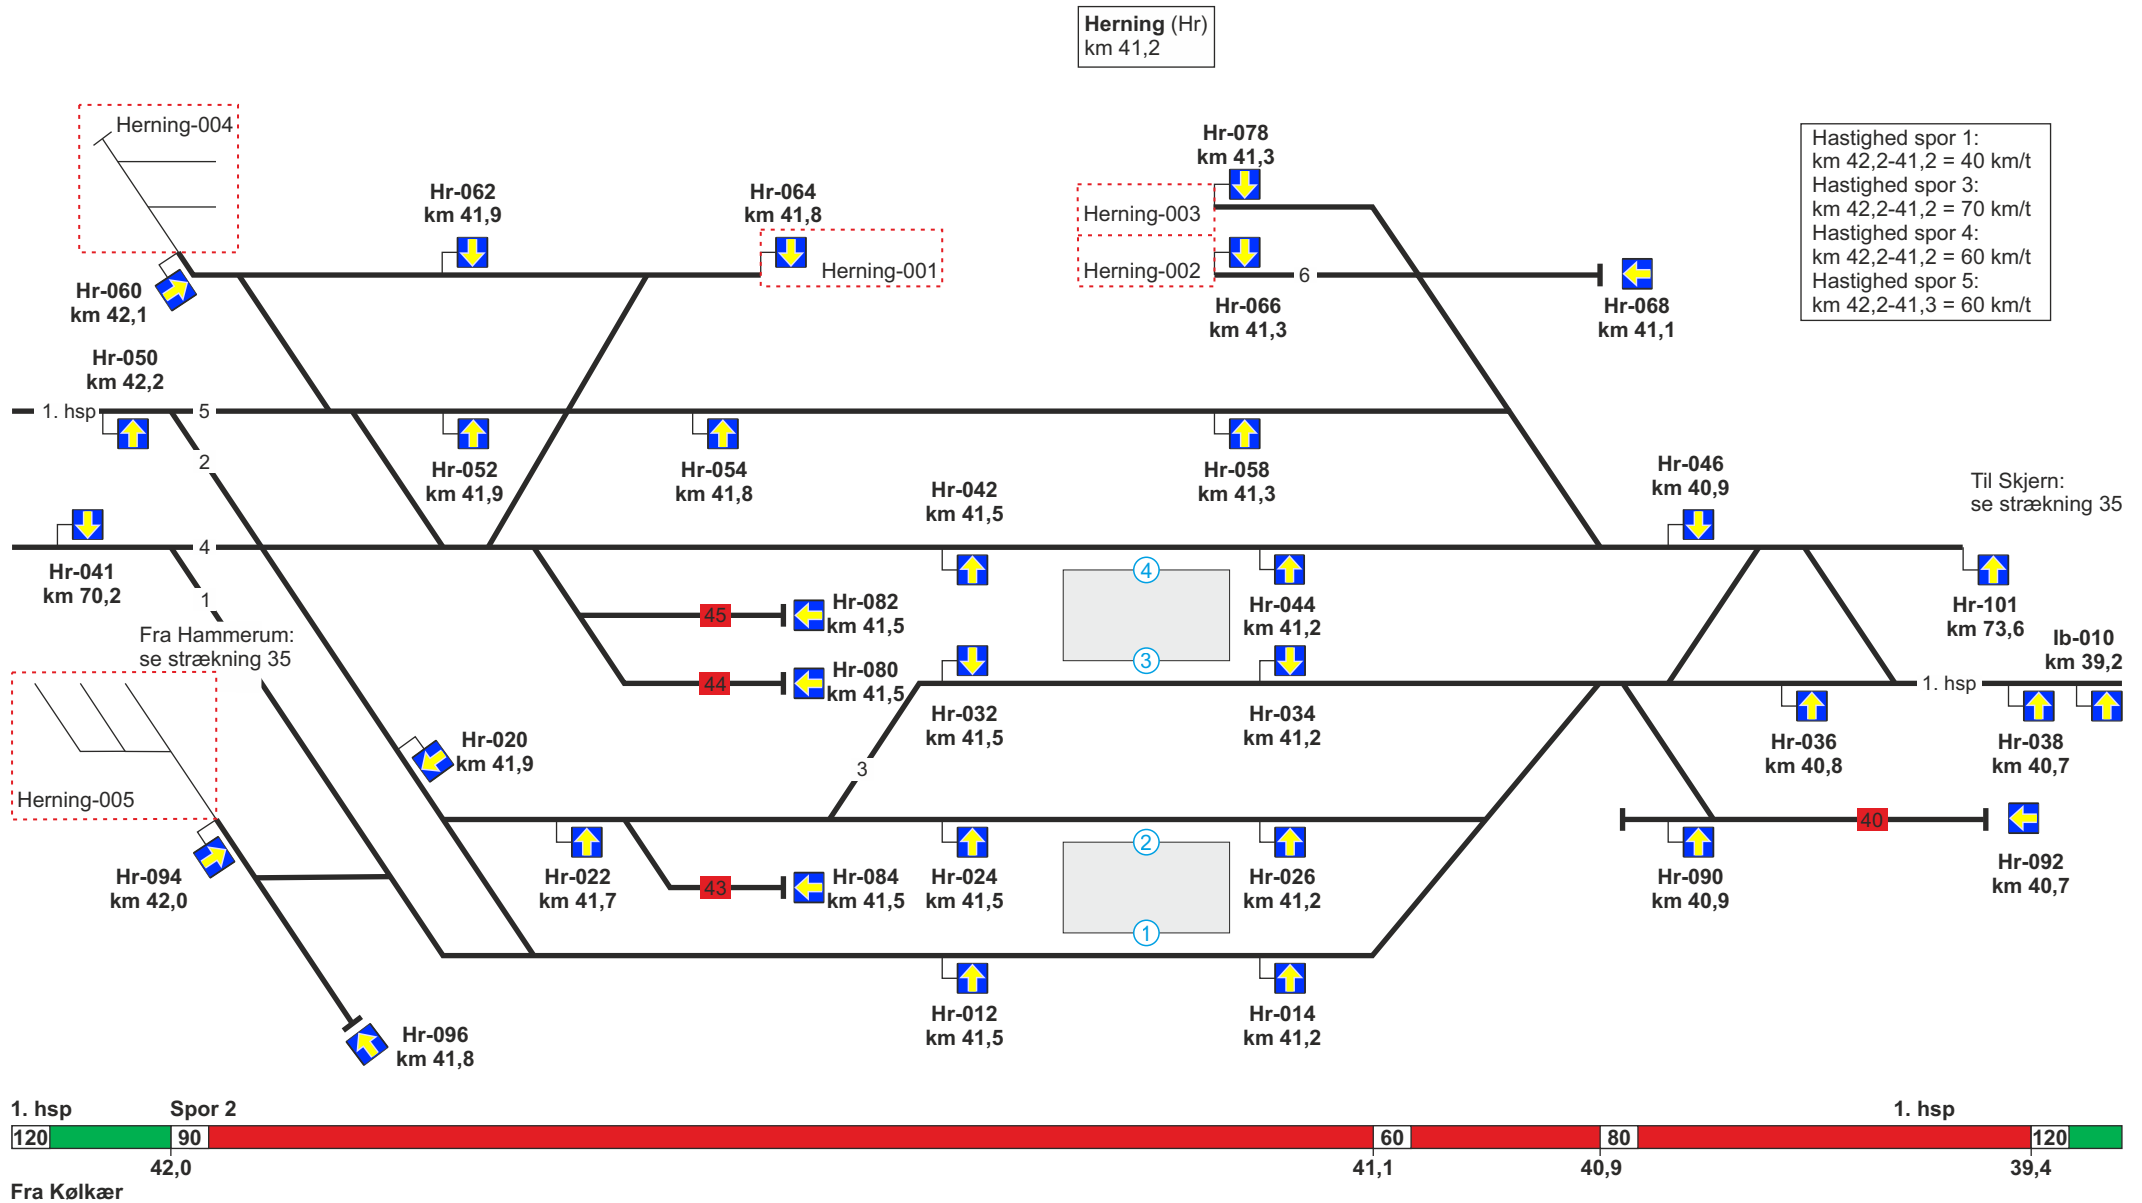 Herning (Hr)
km 41,2
Herning-004
Hr-078
km 41,3
Hastighed spor 1:
km 42,2-41,2 = 40 km/t
Hastighed spor 3:
km 42,2-41,2 = 70 km/t
Hastighed spor 4:
km 42,2-41,2 = 60 km/t
Hastighed spor 5:
km 42,2-41,3 = 60 km/t
Hr-062
km 41,9
Hr-064
km 41,8
Herning-003
Herning-001
Herning-002
6
Hr-060
km 42,1
Hr-066
km 41,3
Hr-068
km 41,1
Hr-050
km 42,2
1. hsp
5
2
Hr-052
km 41,9
Hr-054
km 41,8
Hr-058
km 41,3
Hr-042
km 41,5
Hr-046
km 40,9
Til Skjern:
se strækning 35
4
Hr-041
km 70,2
1
4
Hr-082
km 41,5
45
Hr-044
km 41,2
Hr-101
km 73,6
Fra Hammerum:
se strækning 35
Ib-010
km 39,2
3
Hr-080
km 41,5
44
1. hsp
Hr-032
km 41,5
Hr-034
km 41,2
Hr-036
km 40,8
Hr-038
km 40,7
Hr-020
km 41,9
3
Herning-005
40
2
Hr-094
km 42,0
Hr-022
km 41,7
43
Hr-084
km 41,5
Hr-024
km 41,5
Hr-026
km 41,2
Hr-090
km 40,9
Hr-092
km 40,7
1
Hr-012
km 41,5
Hr-014
km 41,2
Hr-096
km 41,8
1. hsp Spor 2 1. hsp
120 90 60 80 120
42,0 41,1 40,9 39,4
Fra Kølkær